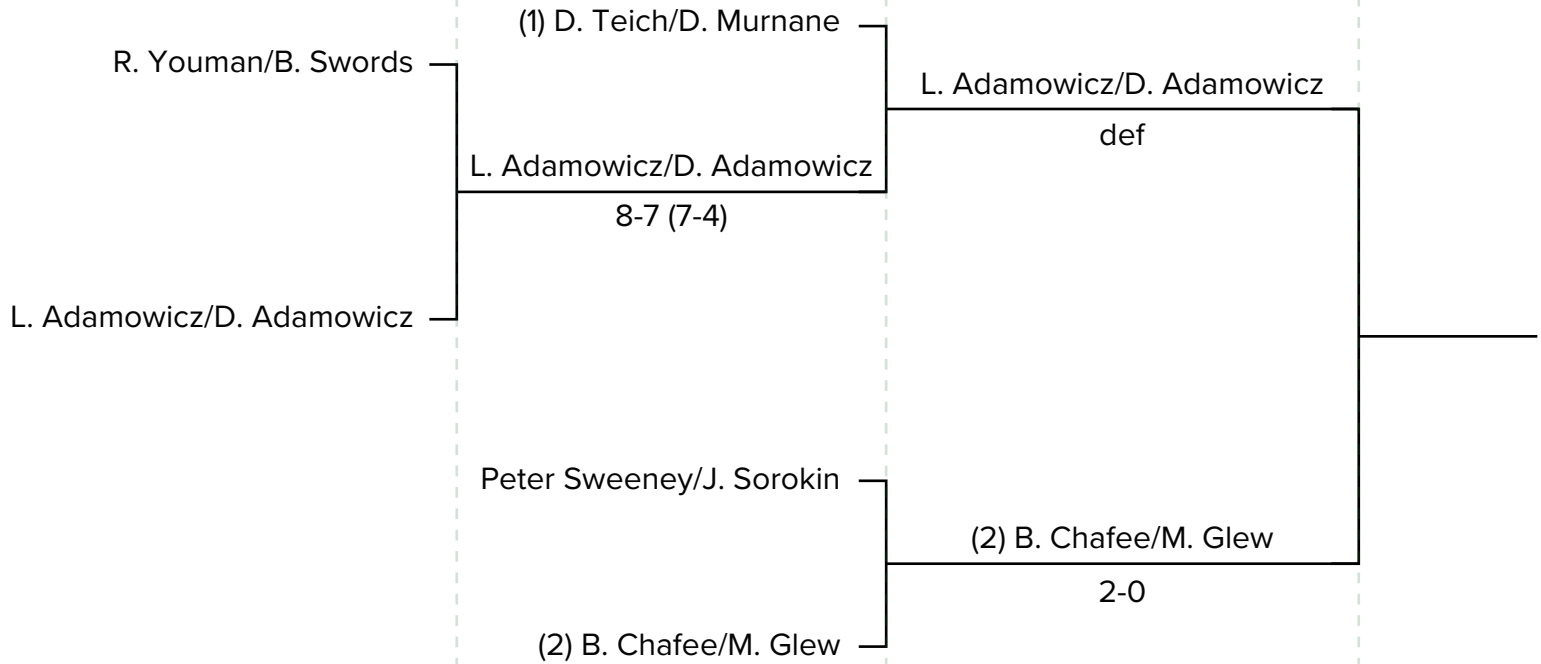 (1) D. Teich/D. Murnane
R. Youman/B. Swords
L. Adamowicz/D. Adamowicz
def
L. Adamowicz/D. Adamowicz
8-7 (7-4)
L. Adamowicz/D. Adamowicz
Peter Sweeney/J. Sorokin
(2) B. Chafee/M. Glew
2-0
(2) B. Chafee/M. Glew